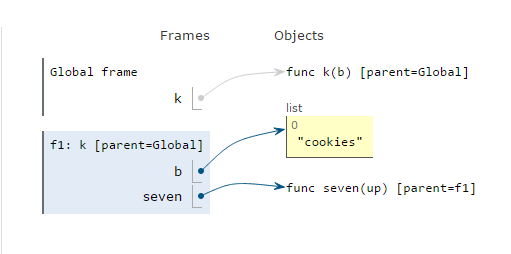 Frames Objects
Global frame
k
func k(b) [parent=Global]
list
0
"cookies"
f1: k [parent=Global]
b
seven
func seven(up) [parent=f1]